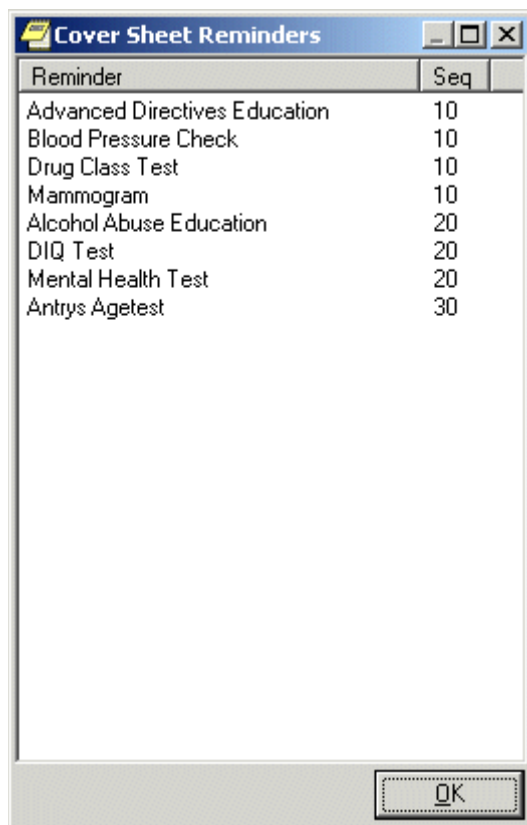 Cover Sheet Reminders
Reminder Seq
Advanced Directives Education 10
Blood Pressure Check 10
Drug Class Test 10
Mammogram 10
Alcohol Abuse Education 20
DIQ Test 20
Mental Health Test 20
Antrys Agetest 30
OK